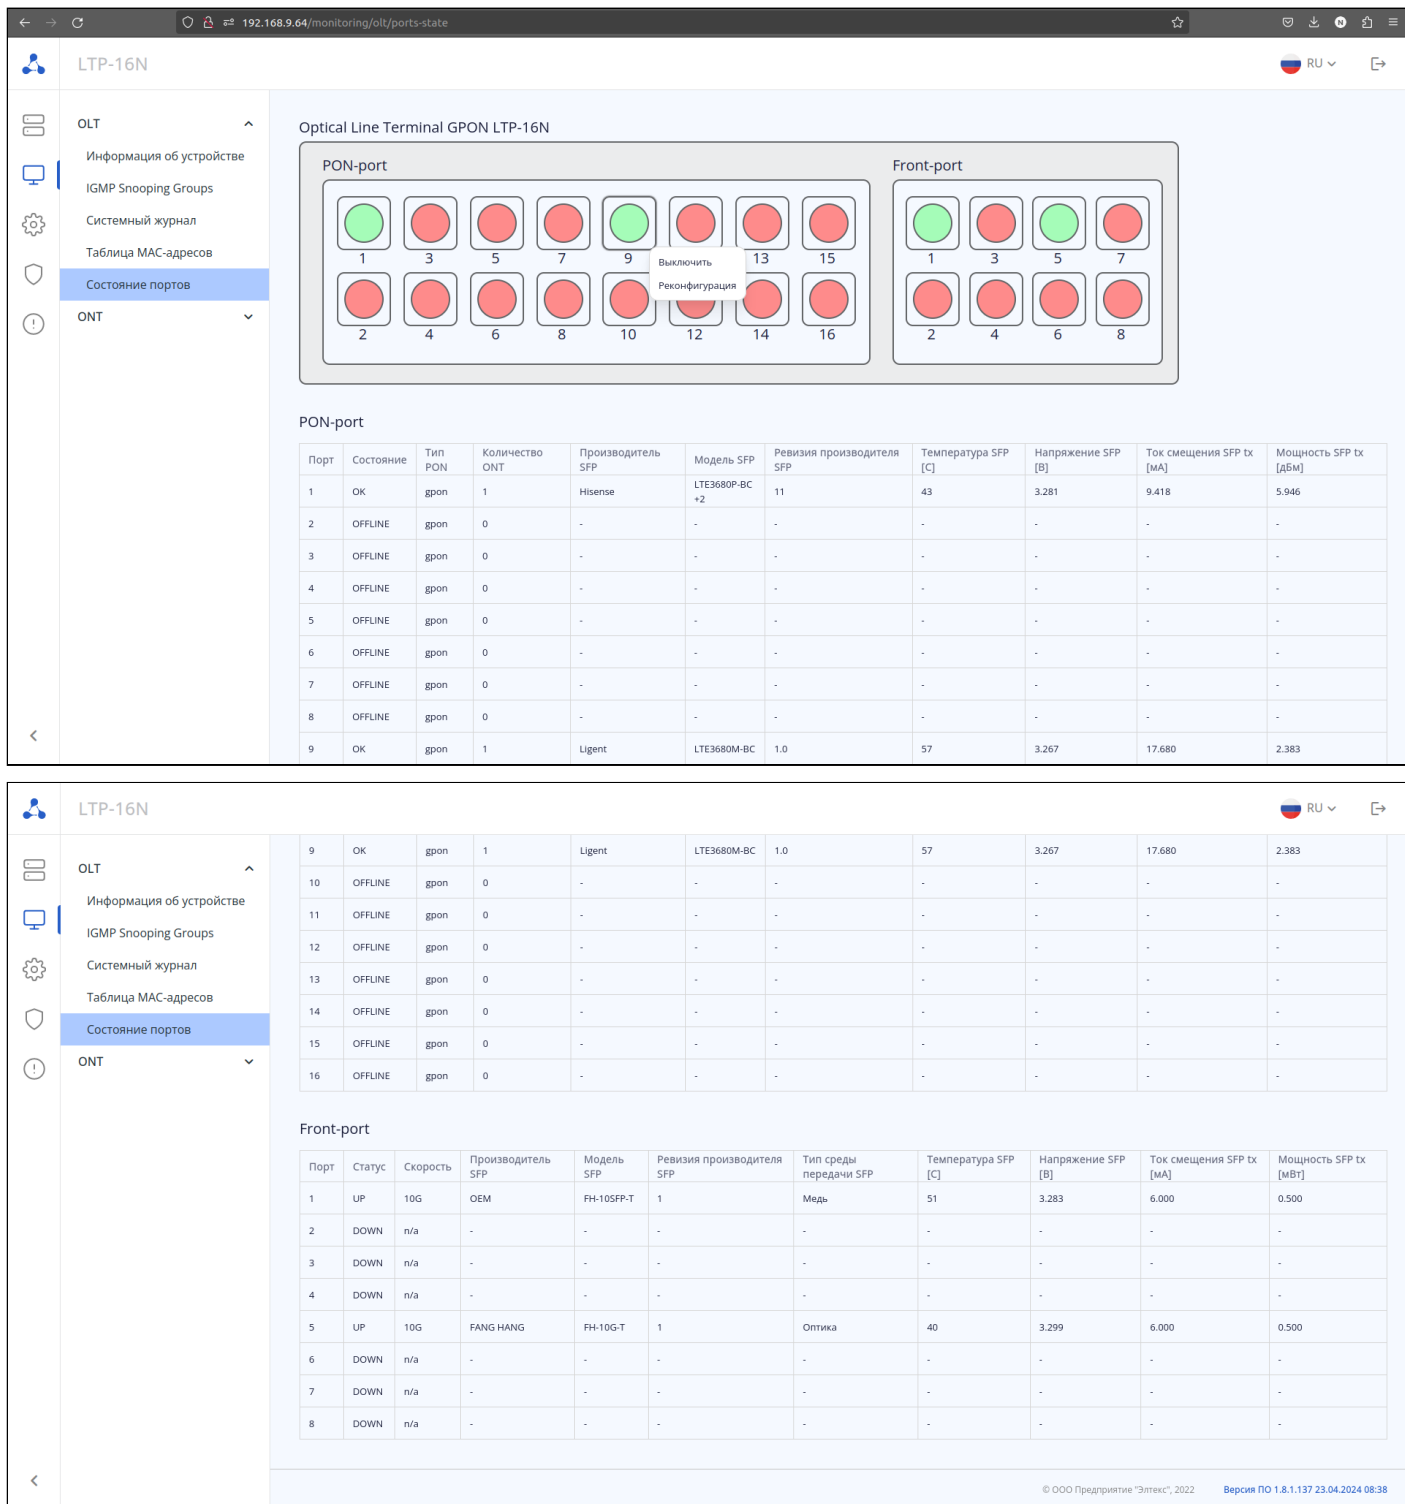 192.168.9.64/monitoring/olt/ports-state
LTP-16N
RU
OLT
Информация об устройстве
IGMP Snooping Groups
Системный журнал
Таблица MAC-адресов
Состояние портов
ONT
Optical Line Terminal GPON LTP-16N
PON-port
Front-port
1 3 5 7 9 13 15
Выключить
Реконфигурация
2 4 6 8 10 12 14 16
1 3 5 7
2 4 6 8
PON-port
Порт Состояние Тип PON Количество ONT Производитель SFP Модель SFP Ревизия производителя SFP Температура SFP [C] Напряжение SFP [В] Ток смещения SFP tx [мА] Мощность SFP tx [дБм]
1 OK gpon 1 Hisense LTE3680P-BC +2 11 43 3.281 9.418 5.946
2 OFFLINE gpon 0 - - - - - - -
3 OFFLINE gpon 0 - - - - - - -
4 OFFLINE gpon 0 - - - - - - -
5 OFFLINE gpon 0 - - - - - - -
6 OFFLINE gpon 0 - - - - - - -
7 OFFLINE gpon 0 - - - - - - -
8 OFFLINE gpon 0 - - - - - - -
9 OK gpon 1 Ligent LTE3680M-BC 1.0 57 3.267 17.680 2.383
LTP-16N
RU
OLT
Информация об устройстве
IGMP Snooping Groups
Системный журнал
Таблица MAC-адресов
Состояние портов
ONT
9 OK gpon 1 Ligent LTE3680M-BC 1.0 57 3.267 17.680 2.383
10 OFFLINE gpon 0 - - - - - - -
11 OFFLINE gpon 0 - - - - - - -
12 OFFLINE gpon 0 - - - - - - -
13 OFFLINE gpon 0 - - - - - - -
14 OFFLINE gpon 0 - - - - - - -
15 OFFLINE gpon 0 - - - - - - -
16 OFFLINE gpon 0 - - - - - - -
Front-port
Порт Статус Скорость Производитель SFP Модель SFP Ревизия производителя SFP Тип среды передачи SFP Температура SFP [C] Напряжение SFP [В] Ток смещения SFP tx [мА] Мощность SFP tx [мВт]
1 UP 10G OEM FH-10SFP-T 1 Медь 51 3.283 6.000 0.500
2 DOWN n/a - - - - - - - -
3 DOWN n/a - - - - - - - -
4 DOWN n/a - - - - - - - -
5 UP 10G FANG HANG FH-10G-T 1 Оптика 40 3.299 6.000 0.500
6 DOWN n/a - - - - - - - -
7 DOWN n/a - - - - - - - -
8 DOWN n/a - - - - - - - -
© ООО Предприятие "Элтекс", 2022 Версия ПО 1.8.1.137 23.04.2024 08:38